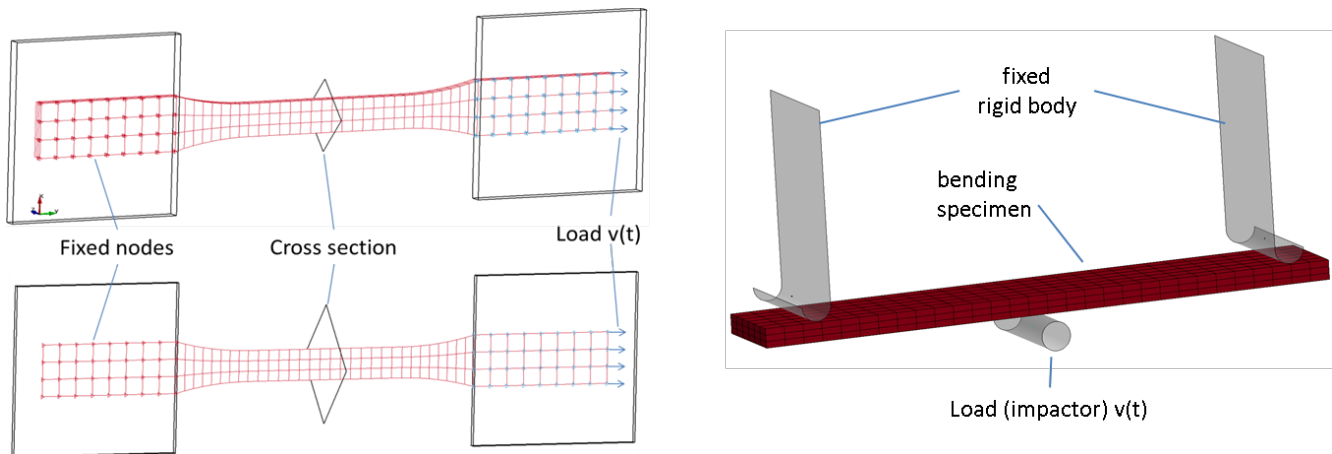 Fixed nodes
Cross section
Load v(t)
fixed
rigid body
bending
specimen
Load (impactor) v(t)